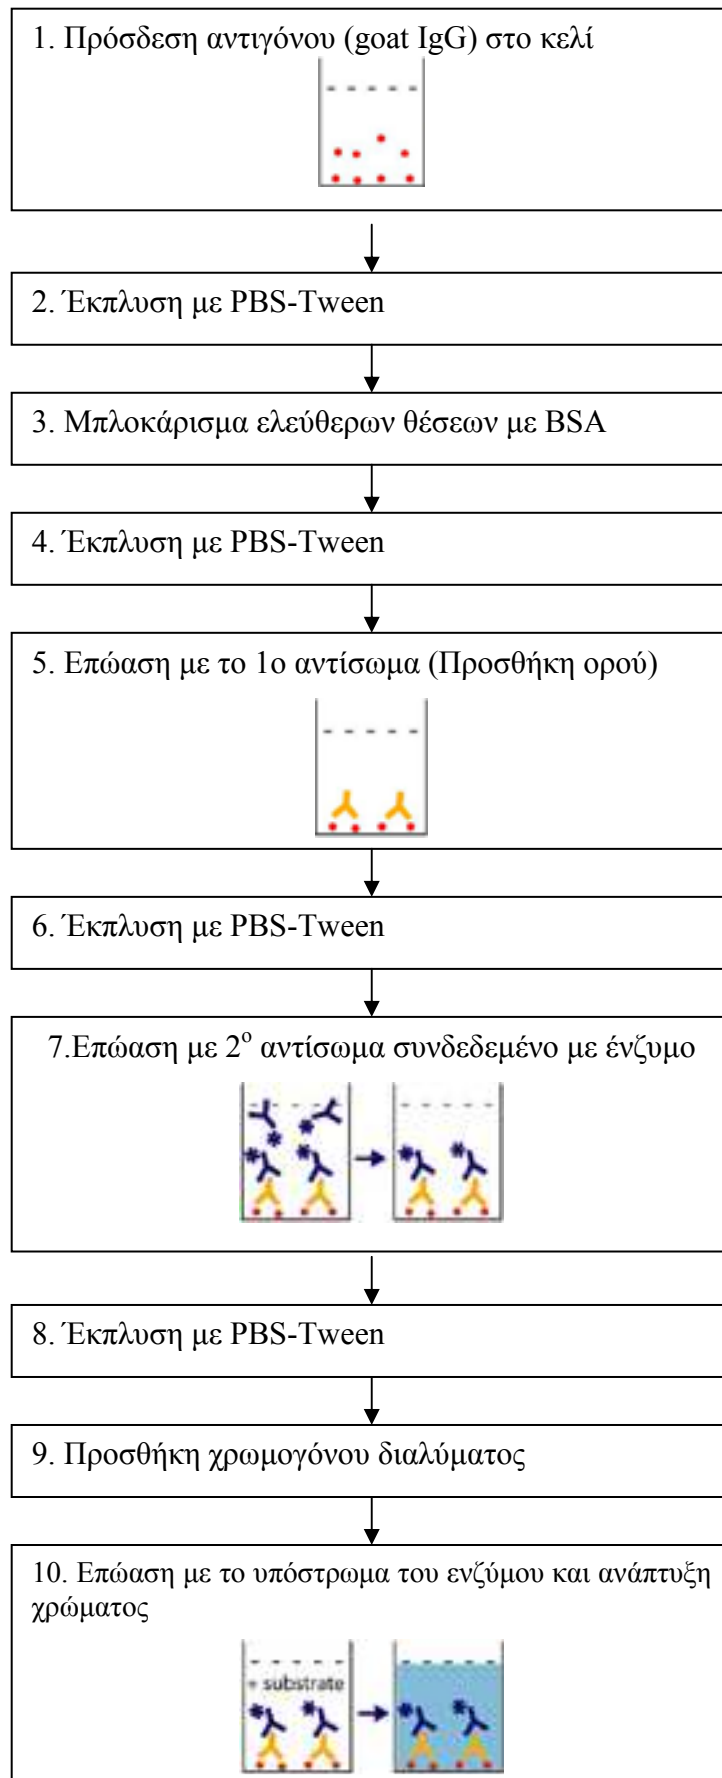 1. Πρόσδεση αντιγόνου (goat IgG) στο κελί
2. Έκπλυση με PBS-Tween
3. Μπλοκάρισμα ελεύθερων θέσεων με BSA
4. Έκπλυση με PBS-Tween
5. Επώαση με το 1ο αντίσωμα (Προσθήκη ορού)
6. Έκπλυση με PBS-Tween
7.Επώαση με 2º αντίσωμα συνδεδεμένο με ένζυμο
8. Έκπλυση με PBS-Tween
9. Προσθήκη χρωμογόνου διαλύματος
10. Επώαση με το υπόστρωμα του ενζύμου και ανάπτυξη
χρώματος
+ substrate